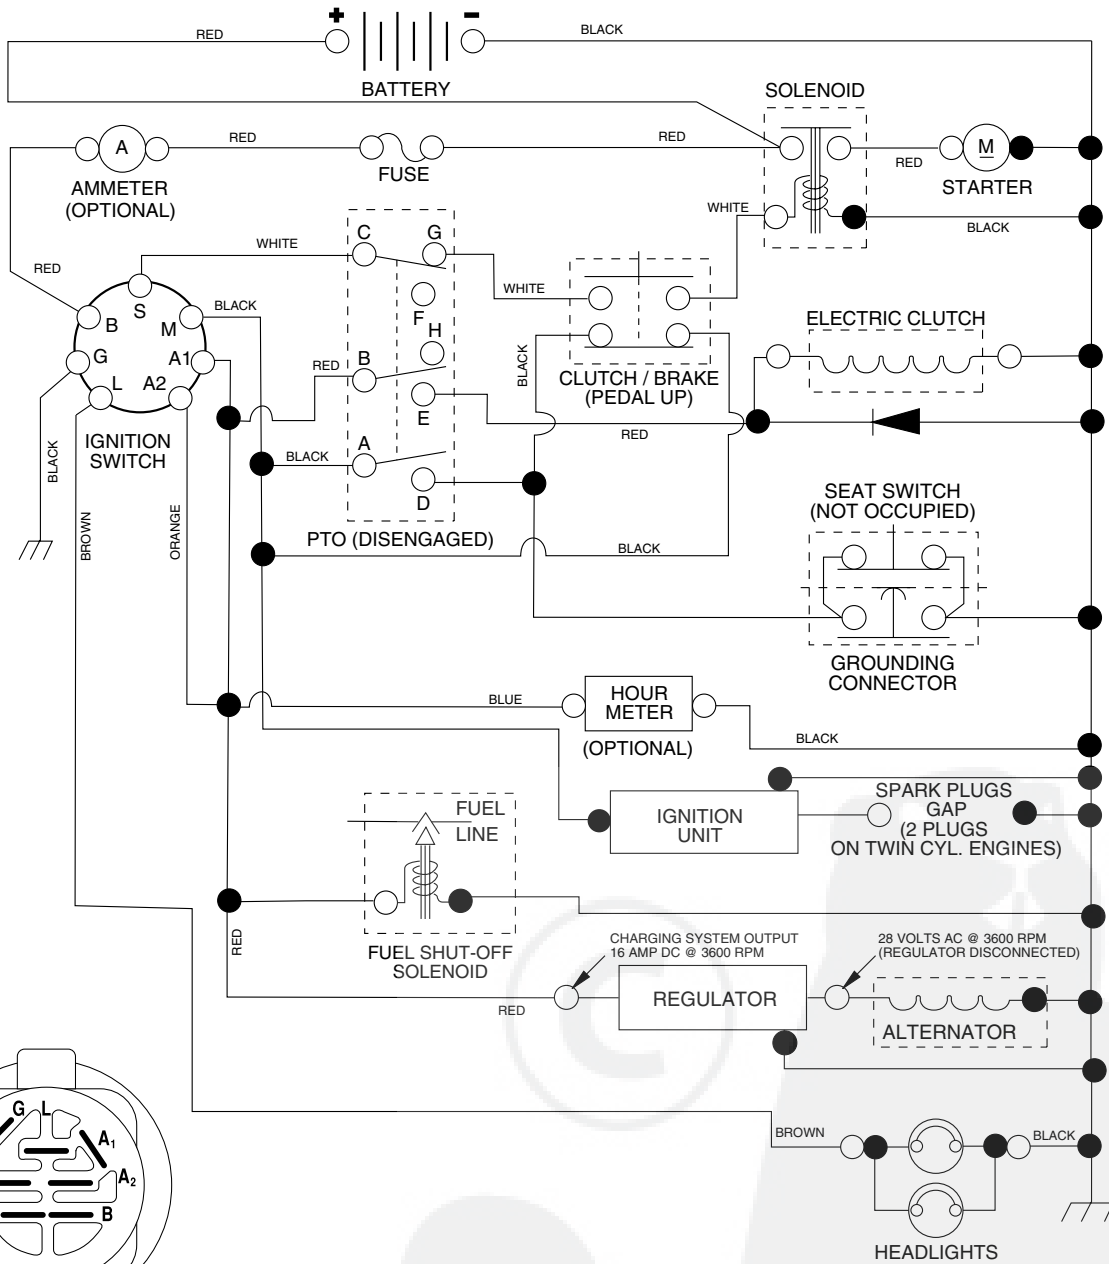 + −
RED
BLACK
BATTERY
SOLENOID
A
RED
RED
RED
M
AMMETER
(OPTIONAL)
FUSE
STARTER
WHITE
BLACK
C G
WHITE
RED
S
B
M
BLACK
F
H
WHITE
ELECTRIC CLUTCH
G
A1
L
A2
RED
B
E
BLACK
CLUTCH / BRAKE
(PEDAL UP)
RED
IGNITION
SWITCH
BLACK
BLACK
A
D
SEAT SWITCH
(NOT OCCUPIED)
BROWN
ORANGE
PTO (DISENGAGED)
BLACK
GROUNDING
CONNECTOR
BLUE
HOUR
METER
(OPTIONAL)
BLACK
FUEL
LINE
IGNITION
UNIT
SPARK PLUGS
GAP
(2 PLUGS
ON TWIN CYL. ENGINES)
RED
FUEL SHUT-OFF
SOLENOID
CHARGING SYSTEM OUTPUT
16 AMP DC @ 3600 RPM
28 VOLTS AC @ 3600 RPM
(REGULATOR DISCONNECTED)
RED
REGULATOR
ALTERNATOR
G L
A1
A2
B
BROWN
BLACK
HEADLIGHTS
©